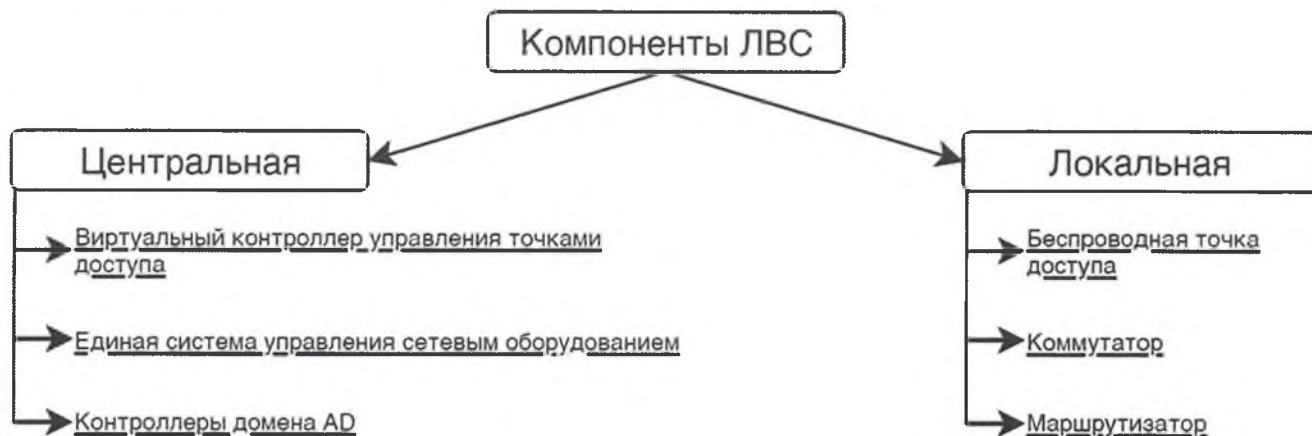 Компоненты ЛВС
Центральная
Виртуальный контроллер управления точками
доступа
Единая система управления сетевым оборудованием
Контроллеры домена AD
Локальная
Беспроводная точка
доступа
Коммутатор
Маршрутизатор